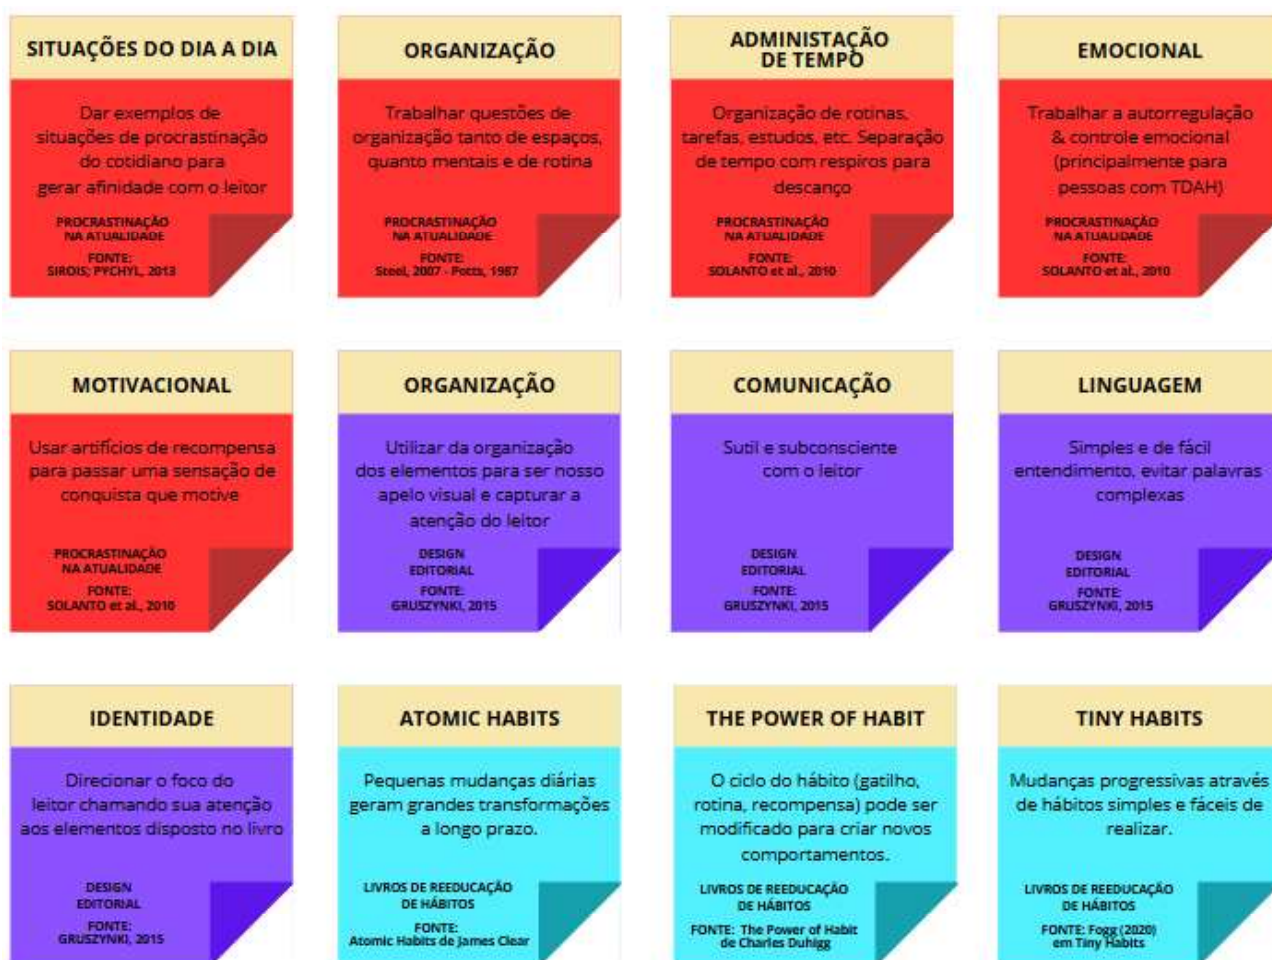 SITUAÇÕES DO DIA A DIA
Dar exemplos de
situações de procrastinação
do cotidiano para
gerar afinidade com o leitor
PROCRASTINAÇÃO
NA ATUALIDADE
FONTE:
SIROIS; PYCHYL, 2013
ORGANIZAÇÃO
Trabalhar questões de
organização tanto de espaços,
quanto mentais e de rotina
PROCRASTINAÇÃO
NA ATUALIDADE
FONTE:
Steel, 2007 - Potts, 1987
ADMINISTAÇÃO
DE TEMPO
Organização de rotinas,
tarefas, estudos, etc. Separação
de tempo com respiros para
descanço
PROCRASTINAÇÃO
NA ATUALIDADE
FONTE:
SOLANTO et al., 2010
EMOCIONAL
Trabalhar a autorregulação
& controle emocional
(principalmente para
pessoas com TDAH)
PROCRASTINAÇÃO
NA ATUALIDADE
FONTE:
SOLANTO et al., 2010
MOTIVACIONAL
Usar artifícios de recompensa
para passar uma sensação de
conquista que motive
PROCRASTINAÇÃO
NA ATUALIDADE
FONTE:
SOLANTO et al., 2010
ORGANIZAÇÃO
Utilizar da organização
dos elementos para ser nosso
apelo visual e capturar a
atenção do leitor
DESIGN
EDITORIAL
FONTE:
GRUSZYNKI, 2015
COMUNICAÇÃO
Sutil e subconsciente
com o leitor
DESIGN
EDITORIAL
FONTE:
GRUSZYNKI, 2015
LINGUAGEM
Simples e de fácil
entendimento, evitar palavras
complexas
DESIGN
EDITORIAL
FONTE:
GRUSZYNKI, 2015
IDENTIDADE
Direcionar o foco do
leitor chamando sua atenção
aos elementos disposto no livro
DESIGN
EDITORIAL
FONTE:
GRUSZYNKI, 2015
ATOMIC HABITS
Pequenas mudanças diárias
geram grandes transformações
a longo prazo.
LIVROS DE REEDUCAÇÃO
DE HÁBITOS
FONTE:
Atomic Habits de James Clear
THE POWER OF HABIT
O ciclo do hábito (gatilho,
rotina, recompensa) pode ser
modificado para criar novos
comportamentos.
LIVROS DE REEDUCAÇÃO
DE HÁBITOS
FONTE: The Power of Habit
de Charles Duhigg
TINY HABITS
Mudanças progressivas através
de hábitos simples e fáceis de
realizar.
LIVROS DE REEDUCAÇÃO
DE HÁBITOS
FONTE: Fogg (2020)
em Tiny Habits